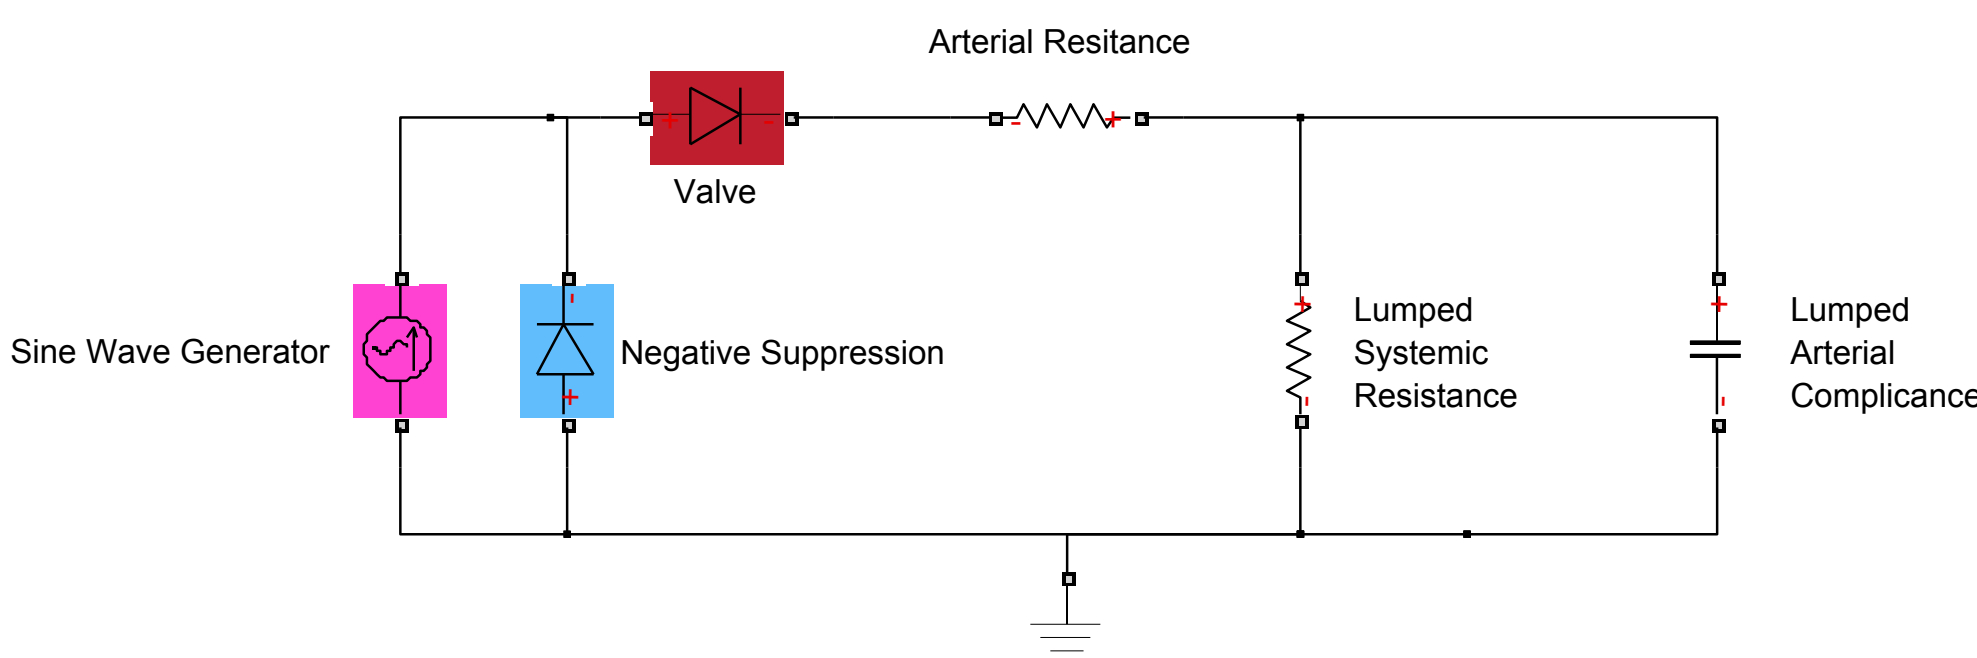 Arterial Resitance
Valve
Sine Wave Generator
Negative Suppression
Lumped
Systemic
Resistance
Lumped
Arterial
Complicance